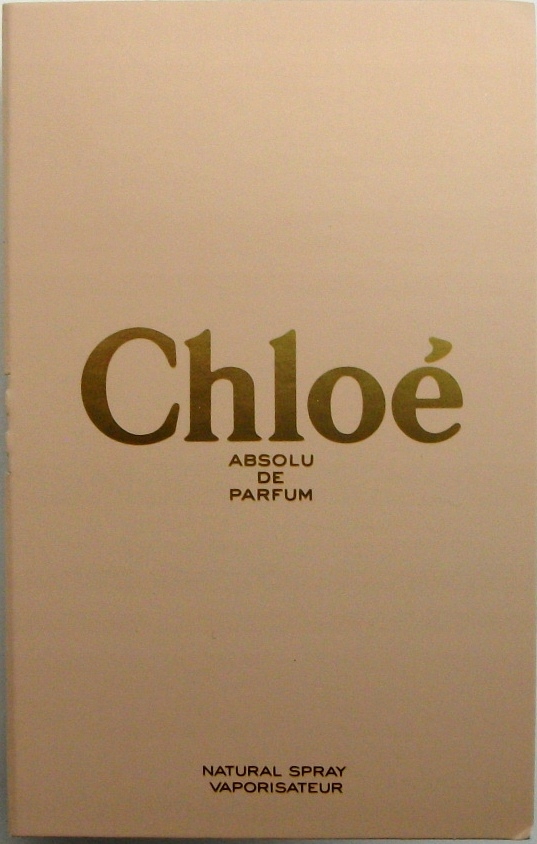 Chloé
ABSOLU
DE
PARFUM
NATURAL SPRAY
VAPORISATEUR